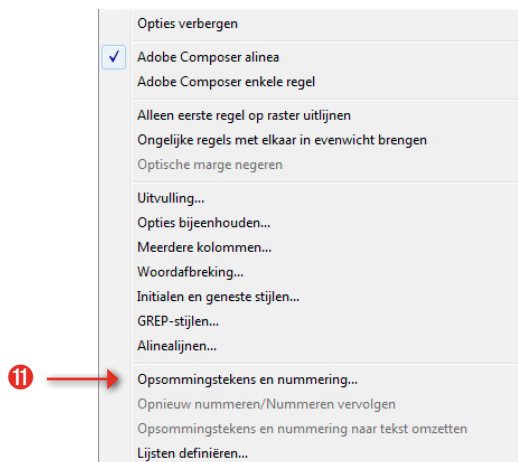 Opties verbergen
Adobe Composer alinea
Adobe Composer enkele regel
Alleen eerste regel op raster uitlijnen
Ongelijke regels met elkaar in evenwicht brengen
Optische marge negeren
Uitvulling...
Opties bijeenhouden...
Meerdere kolommen...
Woordafbreking...
Initialen en geneste stijlen...
GREP-stijlen...
Alinealijnen...
11 Opsommingstekens en nummering...
Opnieuw nummeren/Nummeren vervolgen
Opsommingstekens en nummering naar tekst omzetten
Lijsten definiëren...